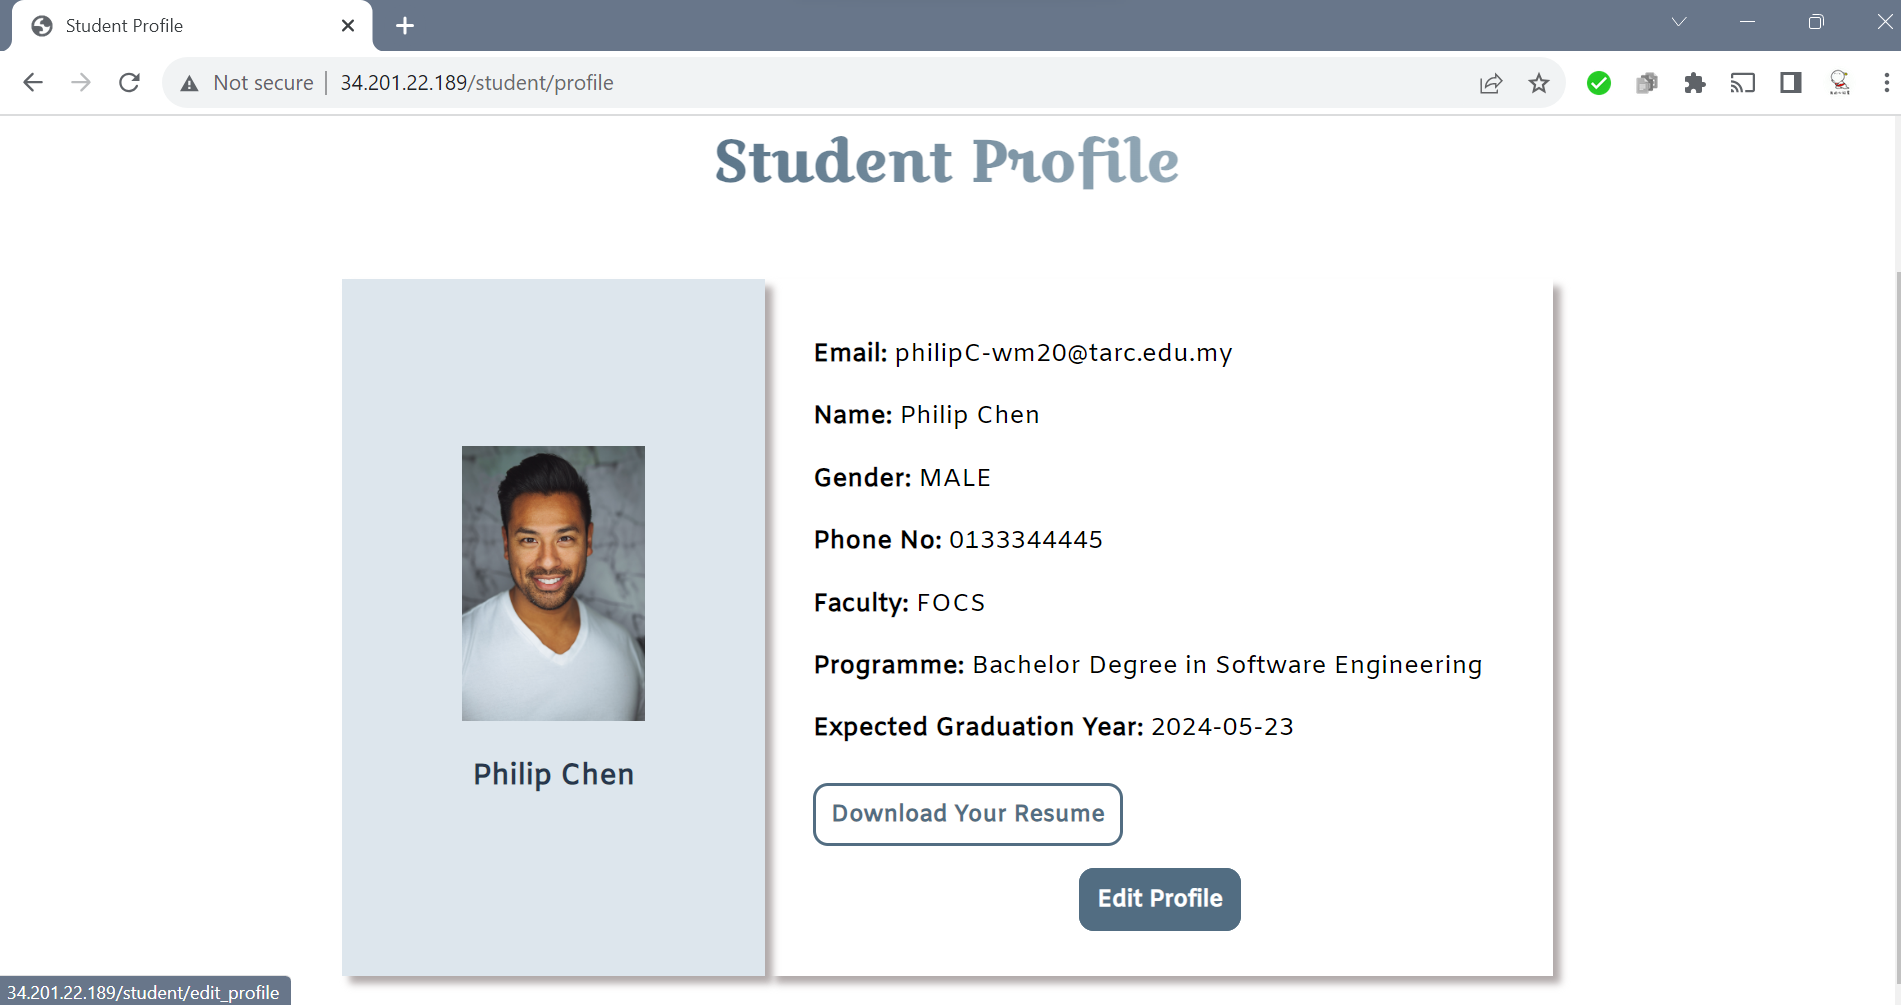 Student Profile
Not secure
34.201.22.189/student/profile
Student Profile
Email: philipC-wm20@tarc.edu.my
Name: Philip Chen
Gender: MALE
Phone No: 0133344445
Faculty: FOCS
Programme: Bachelor Degree in Software Engineering
Expected Graduation Year: 2024-05-23
Philip Chen
Download Your Resume
Edit Profile
34.201.22.189/student/edit_profile